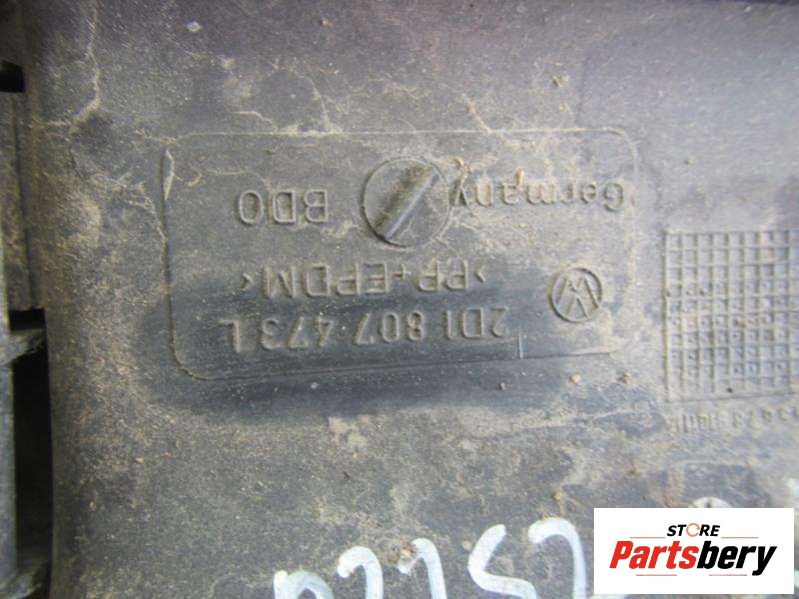 2D1 807 473 L
>PP+EPDM<
Germany BDO
STORE
Partsbery